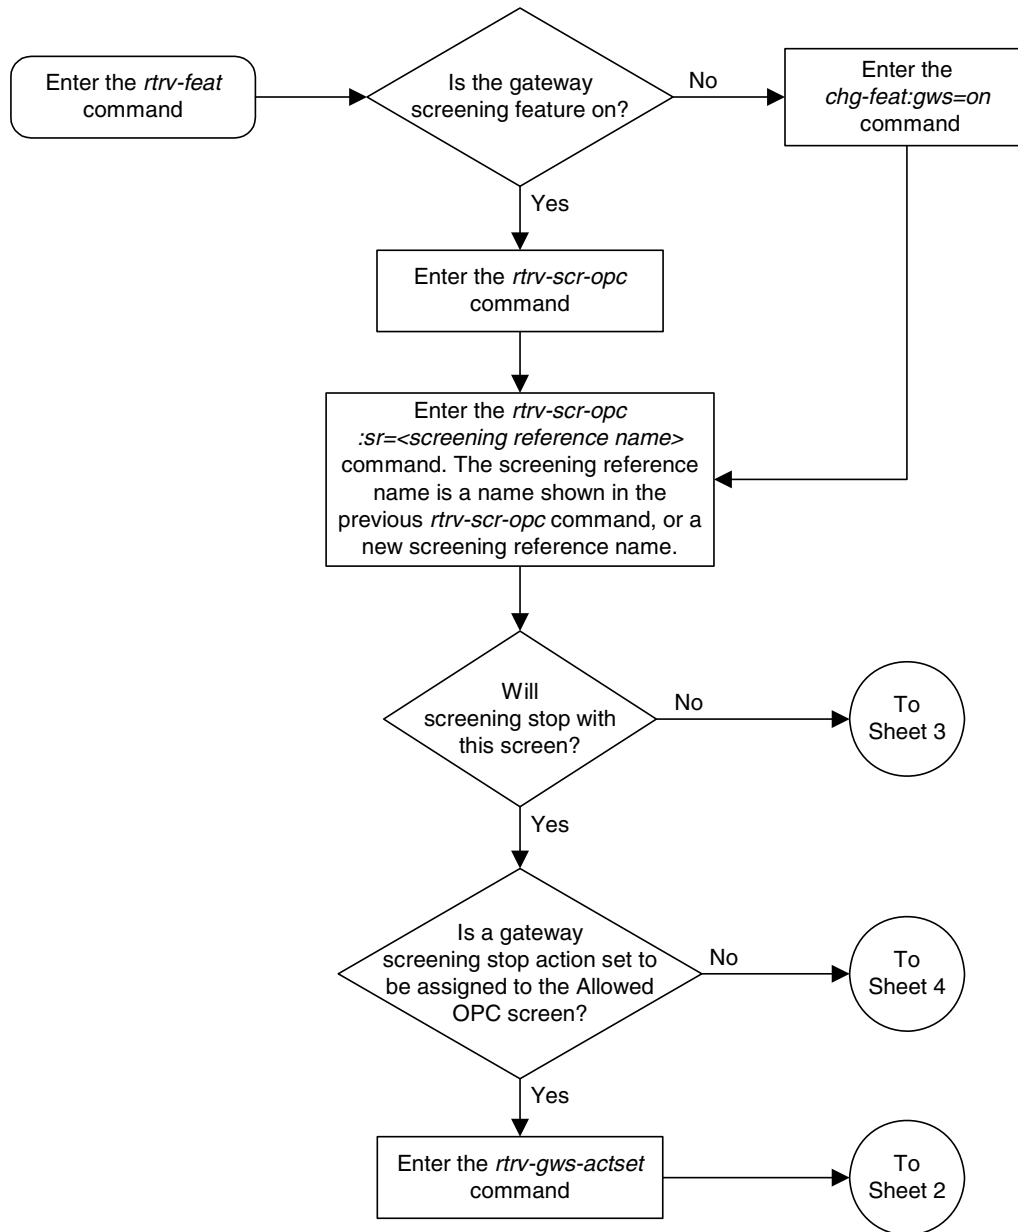 Enter the rtrv-feat
command
Is the gateway
screening feature on?
No
Enter the
chg-feat:gws=on
command
Yes
Enter the rtrv-scr-opc
command
Enter the rtrv-scr-opc
:sr=<screening reference name>
command. The screening reference
name is a name shown in the
previous rtrv-scr-opc command, or a
new screening reference name.
Will
screening stop with
this screen?
No
To
Sheet 3
Yes
Is a gateway
screening stop action set to
be assigned to the Allowed
OPC screen?
No
To
Sheet 4
Yes
Enter the rtrv-gws-actset
command
To
Sheet 2